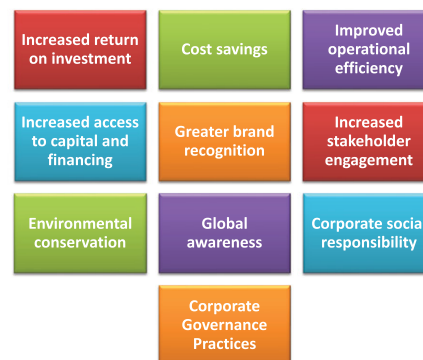 Increased return
on investment
Cost savings
Improved
operational
efficiency
Increased access
to capital and
financing
Greater brand
recognition
Increased
stakeholder
engagement
Environmental
conservation
Global
awareness
Corporate social
responsibility
Corporate
Governance
Practices